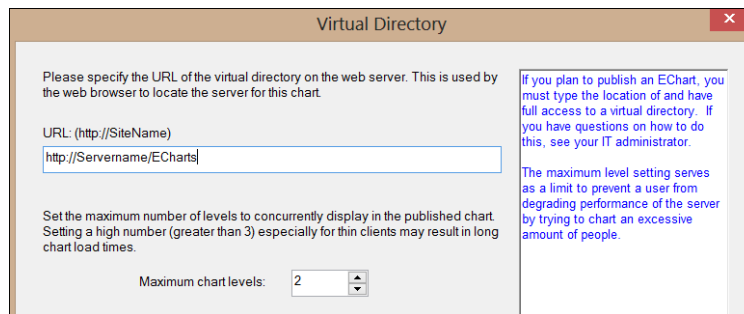 Virtual Directory
Please specify the URL of the virtual directory on the web server. This is used by
the web browser to locate the server for this chart.
URL: (http://SiteName)
http://Servername/ECharts
Set the maximum number of levels to concurrently display in the published chart.
Setting a high number (greater than 3) especially for thin clients may result in long
chart load times.
Maximum chart levels: 2
If you plan to publish an EChart, you
must type the location of and have
full access to a virtual directory. If
you have questions on how to do
this, see your IT administrator.
The maximum level setting serves
as a limit to prevent a user from
degrading performance of the server
by trying to chart an excessive
amount of people.